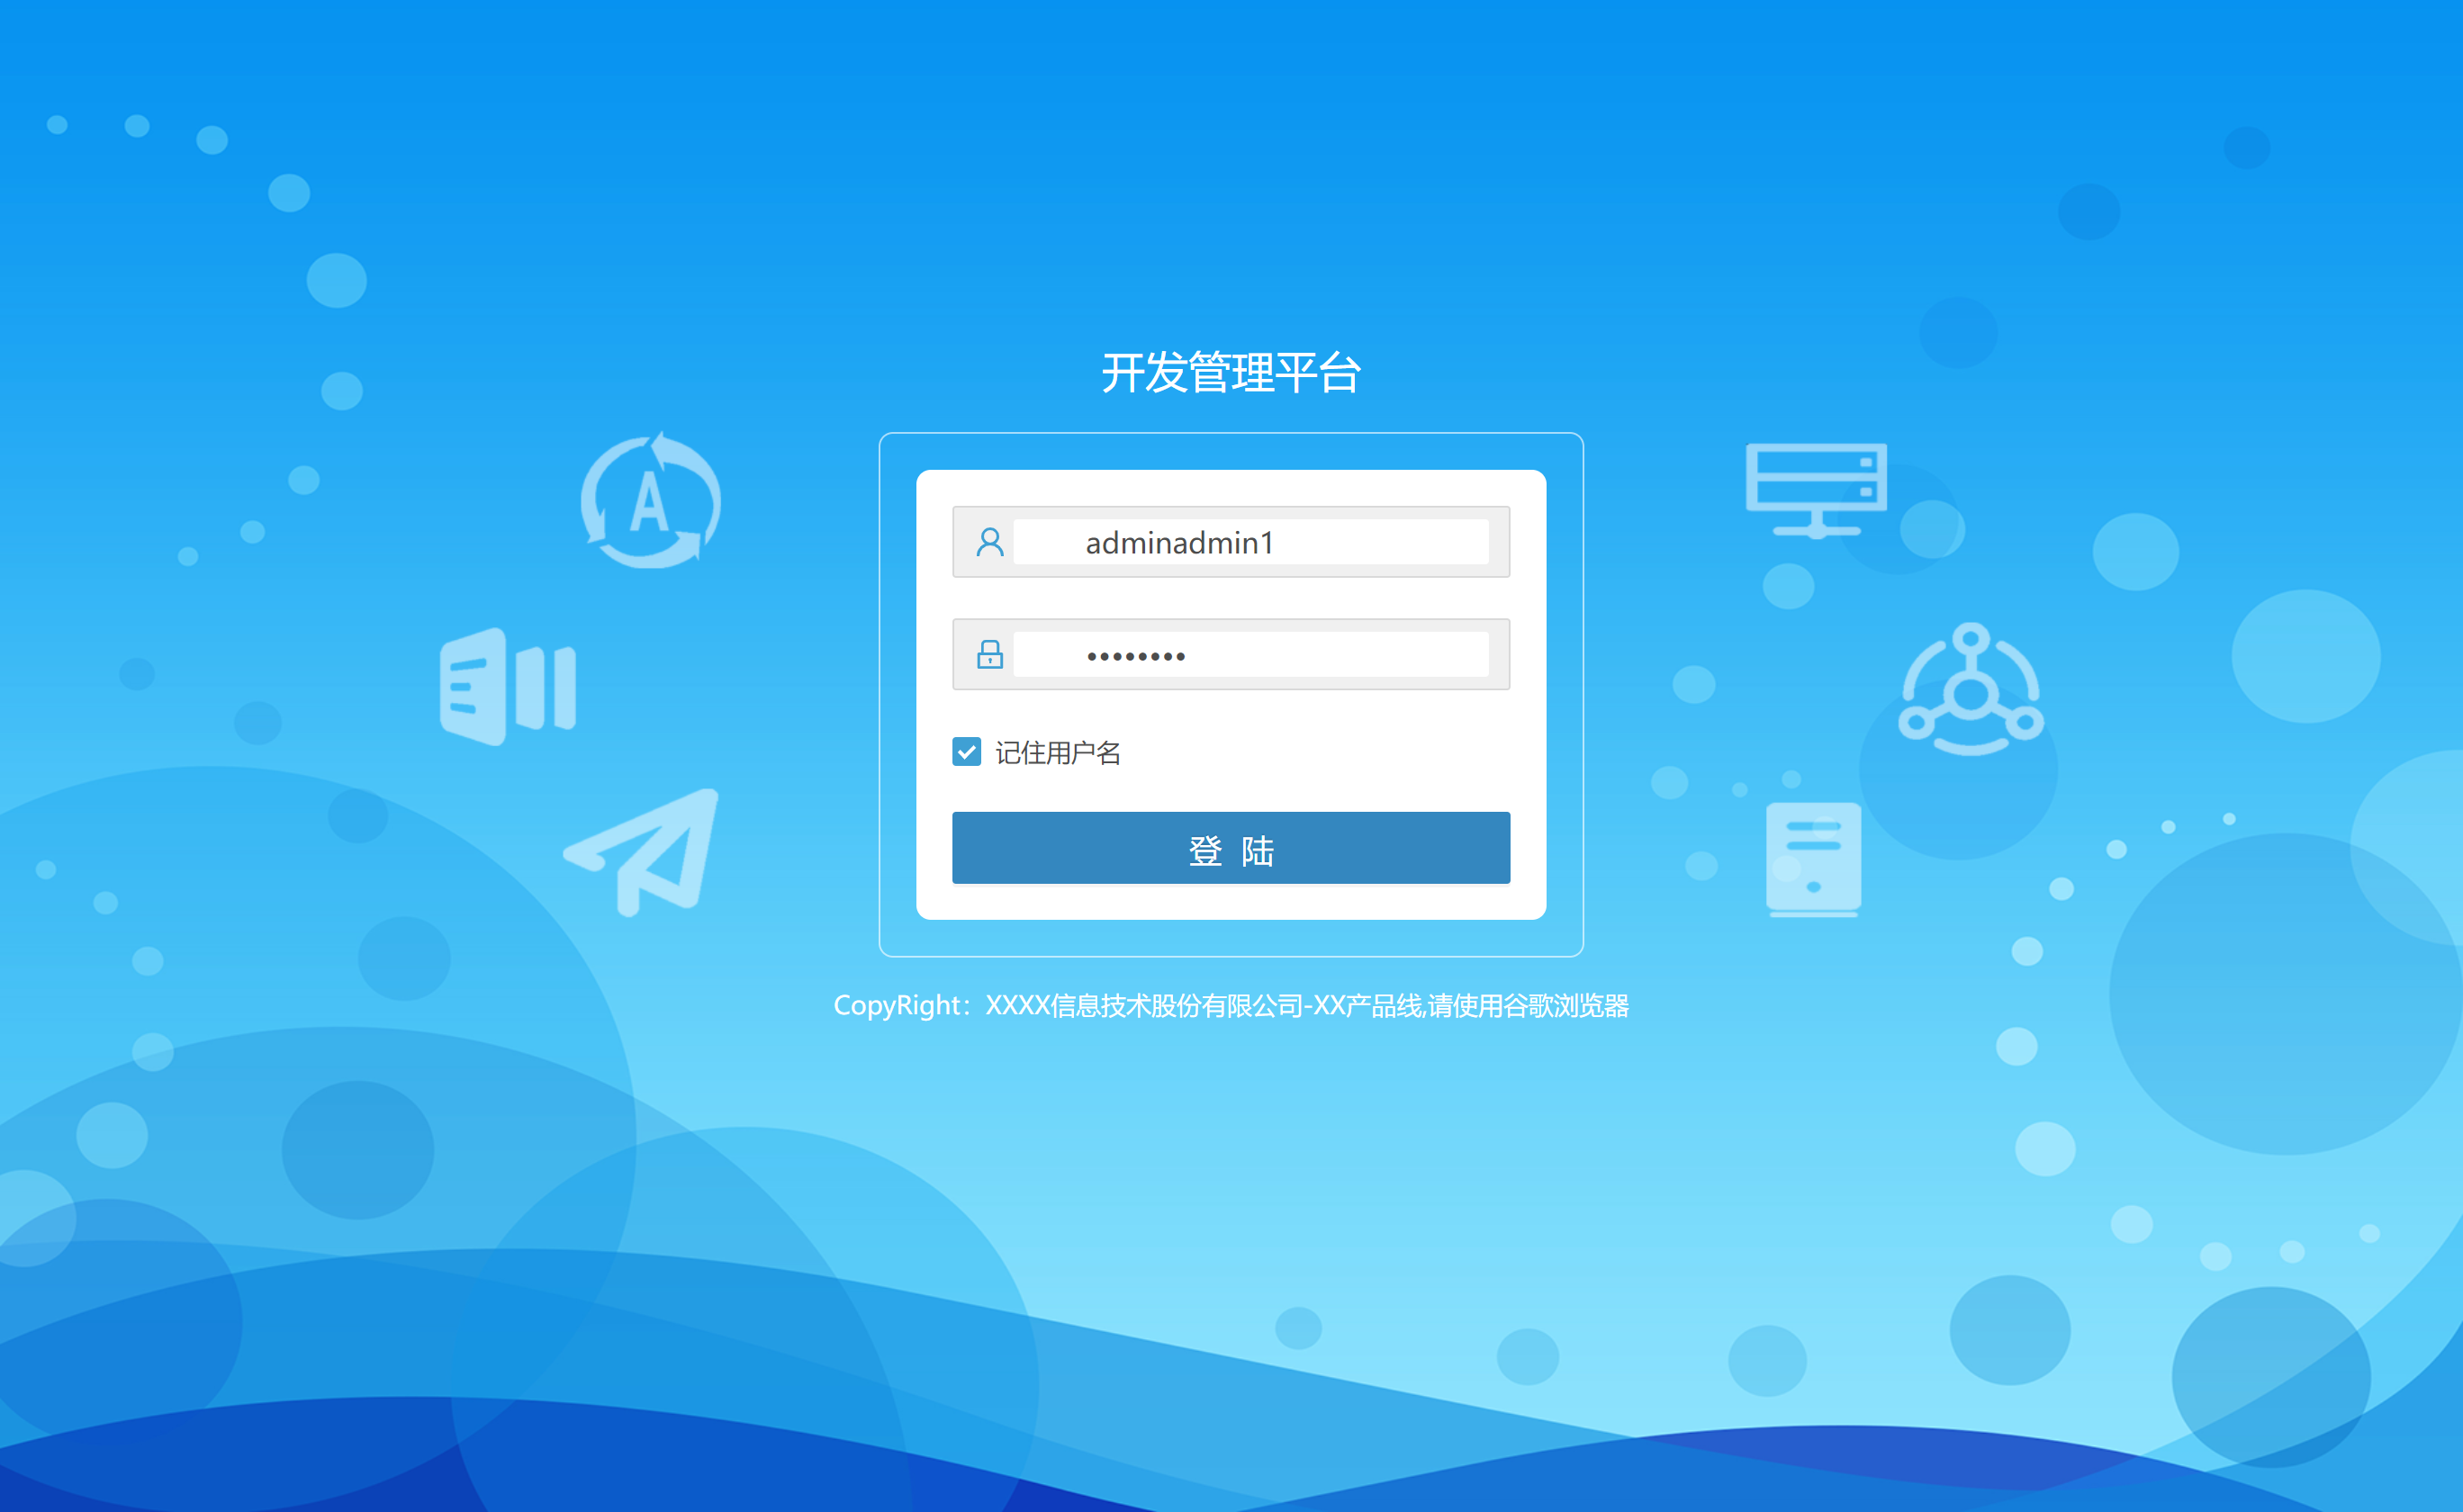 开发管理平台
A
adminadmin1
••••••••
记住用户名
登 陆
CopyRight：XXXX信息技术股份有限公司-XX产品线,请使用谷歌浏览器